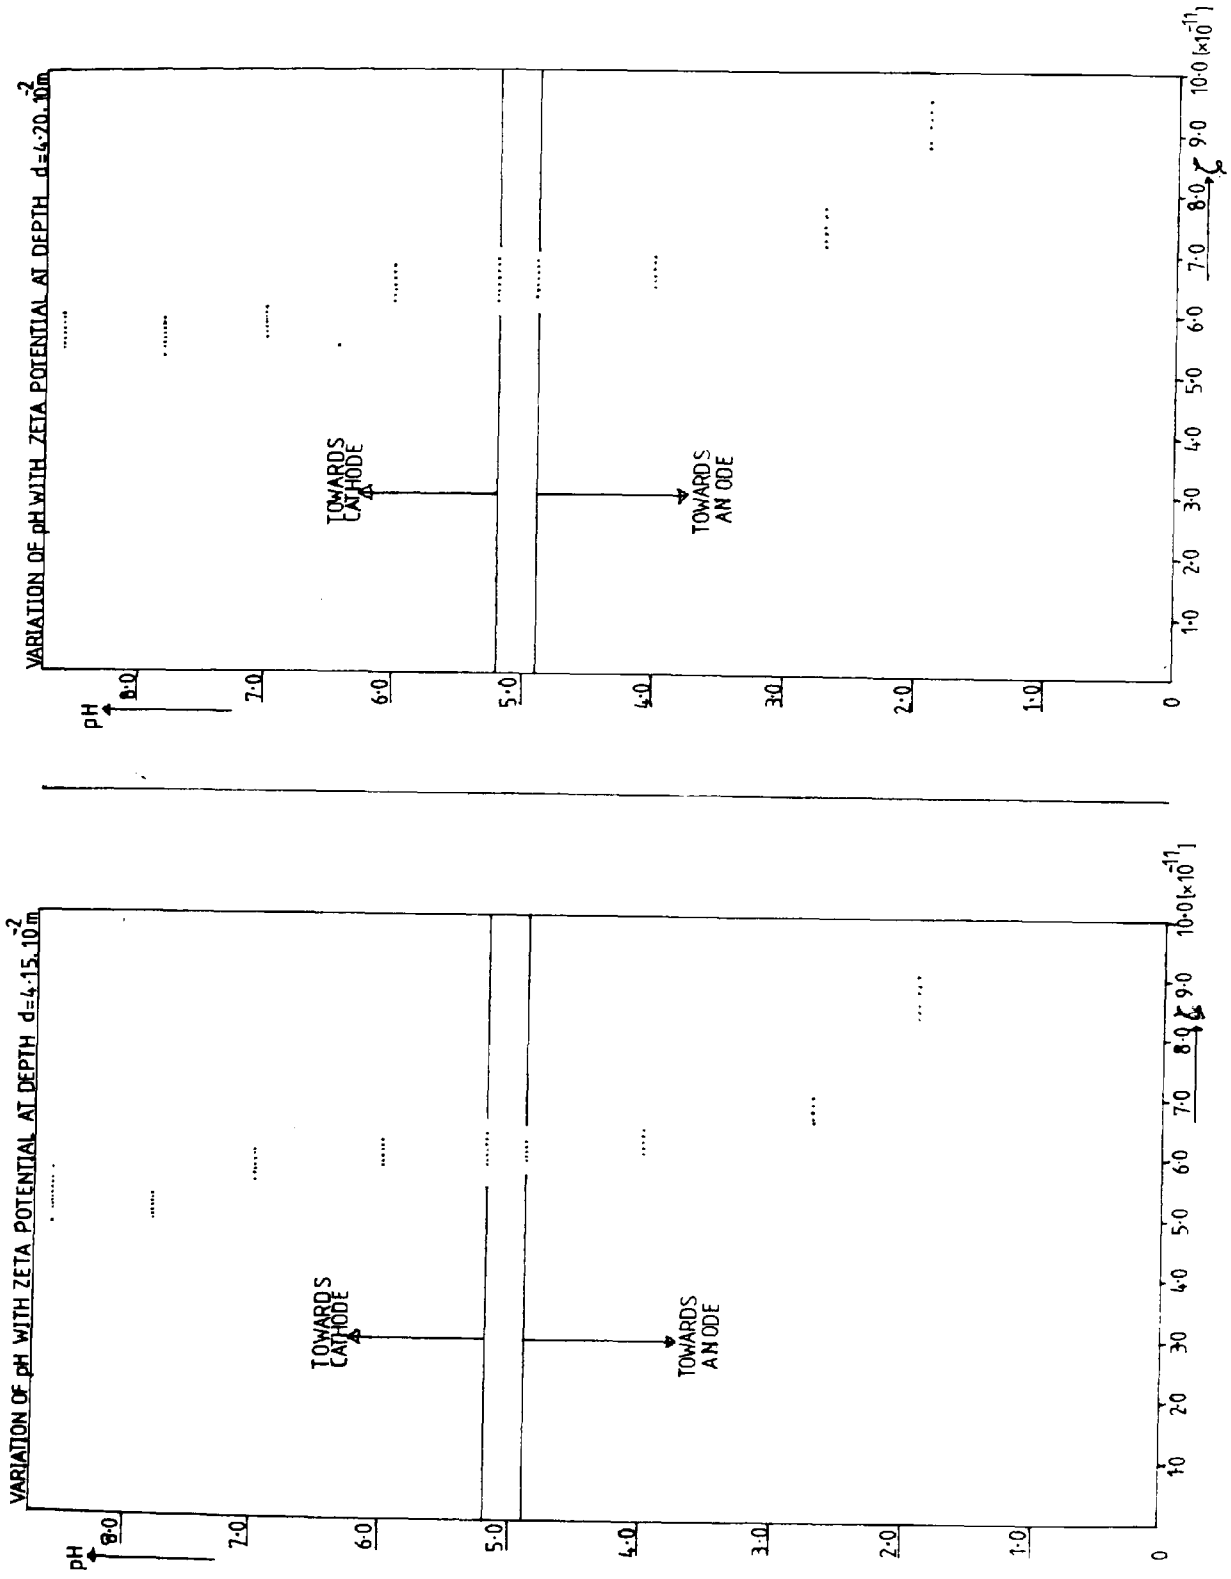 VARIATION OF pH WITH ZETA POTENTIAL AT DEPTH d=4·15.10⁻²m
pH
8·0
7·0
6·0
5·0
4·0
3·0
2·0
1·0
0
TOWARDS
CATHODE
TOWARDS
ANODE
1·0 2·0 3·0 4·0 5·0 6·0 7·0 8·0 9·0 10·0 [×10⁻¹¹]
ζ
VARIATION OF pH WITH ZETA POTENTIAL AT DEPTH d=4·20.10⁻²m
pH
8·0
7·0
6·0
5·0
4·0
3·0
2·0
1·0
0
TOWARDS
CATHODE
TOWARDS
ANODE
1·0 2·0 3·0 4·0 5·0 6·0 7·0 8·0 9·0 10·0 [×10⁻¹¹]
ζ